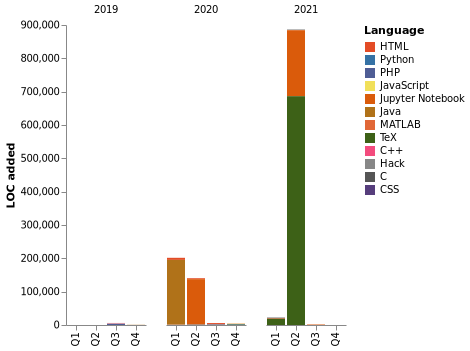 2019 2020 2021
900,000
800,000
700,000
600,000
500,000
400,000
300,000
200,000
100,000
0
LOC added
Q1 Q2 Q3 Q4 Q1 Q2 Q3 Q4 Q1 Q2 Q3 Q4
Language
HTML
Python
PHP
JavaScript
Jupyter Notebook
Java
MATLAB
TeX
C++
Hack
C
CSS